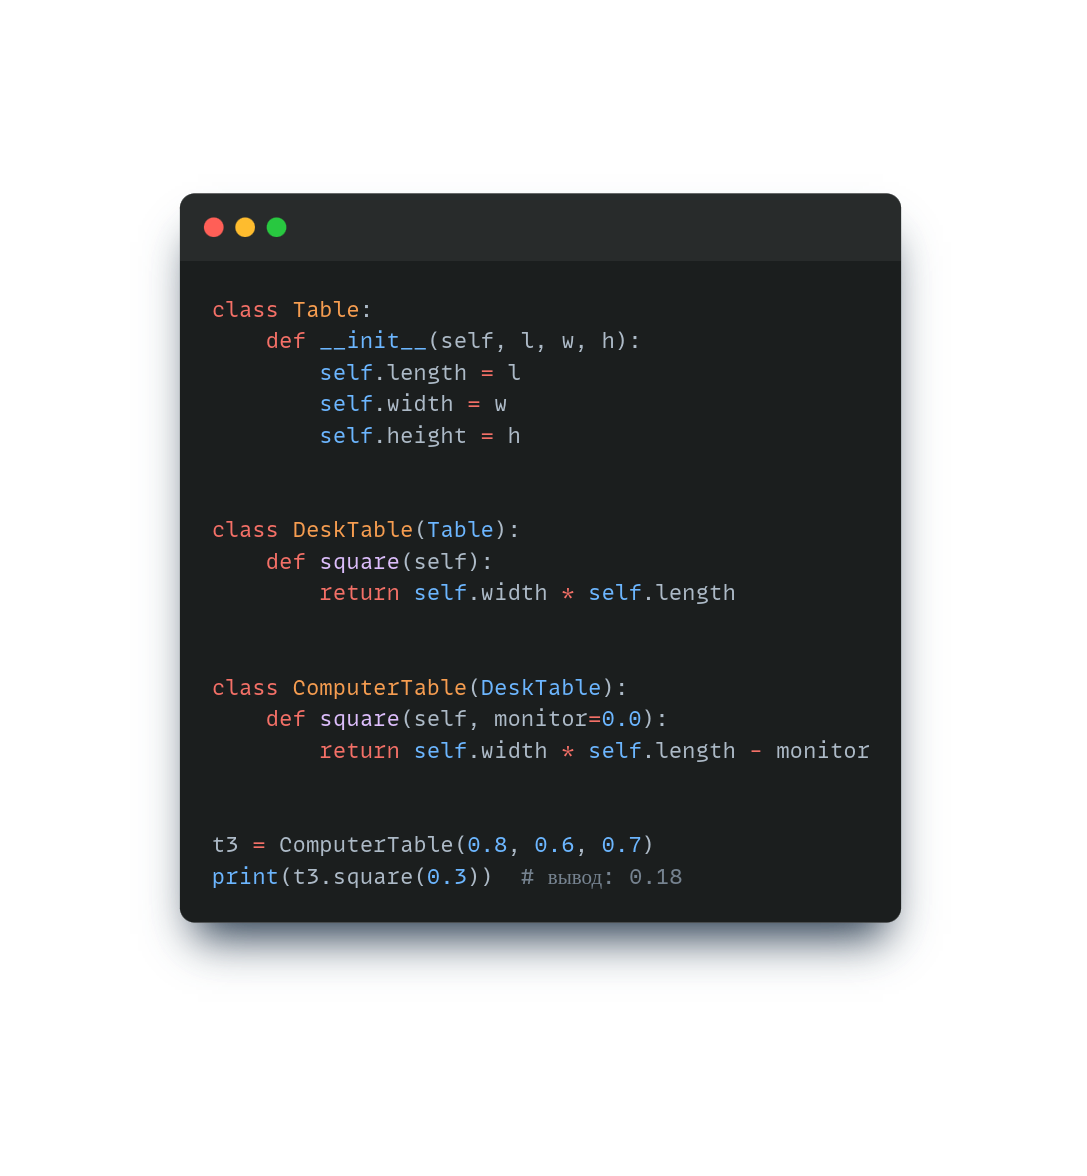 class Table:
    def __init__(self, l, w, h):
        self.length = l
        self.width = w
        self.height = h
class DeskTable(Table):
    def square(self):
        return self.width * self.length
class ComputerTable(DeskTable):
    def square(self, monitor=0.0):
        return self.width * self.length - monitor
t3 = ComputerTable(0.8, 0.6, 0.7)
print(t3.square(0.3))  # вывод: 0.18